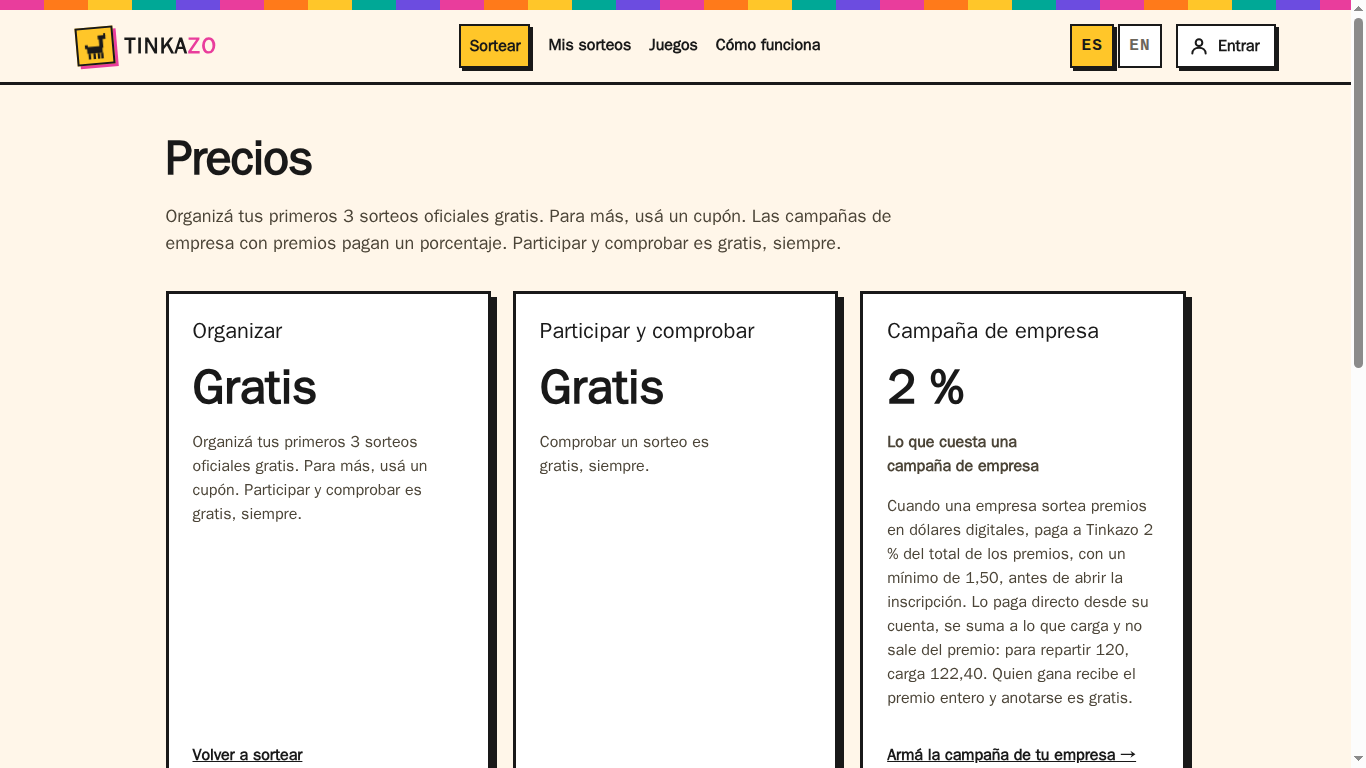 TINKAZO
Sortear
Mis sorteos
Juegos
Cómo funciona
ES
EN
Entrar
Precios
Organizá tus primeros 3 sorteos oficiales gratis. Para más, usá un cupón. Las campañas de
empresa con premios pagan un porcentaje. Participar y comprobar es gratis, siempre.
Organizar
Gratis
Organizá tus primeros 3 sorteos
oficiales gratis. Para más, usá un
cupón. Participar y comprobar es
gratis, siempre.
Volver a sortear
Participar y comprobar
Gratis
Comprobar un sorteo es
gratis, siempre.
Campaña de empresa
2 %
Lo que cuesta una
campaña de empresa
Cuando una empresa sortea premios
en dólares digitales, paga a Tinkazo 2
% del total de los premios, con un
mínimo de 1,50, antes de abrir la
inscripción. Lo paga directo desde su
cuenta, se suma a lo que carga y no
sale del premio: para repartir 120,
carga 122,40. Quien gana recibe el
premio entero y anotarse es gratis.
Armá la campaña de tu empresa →